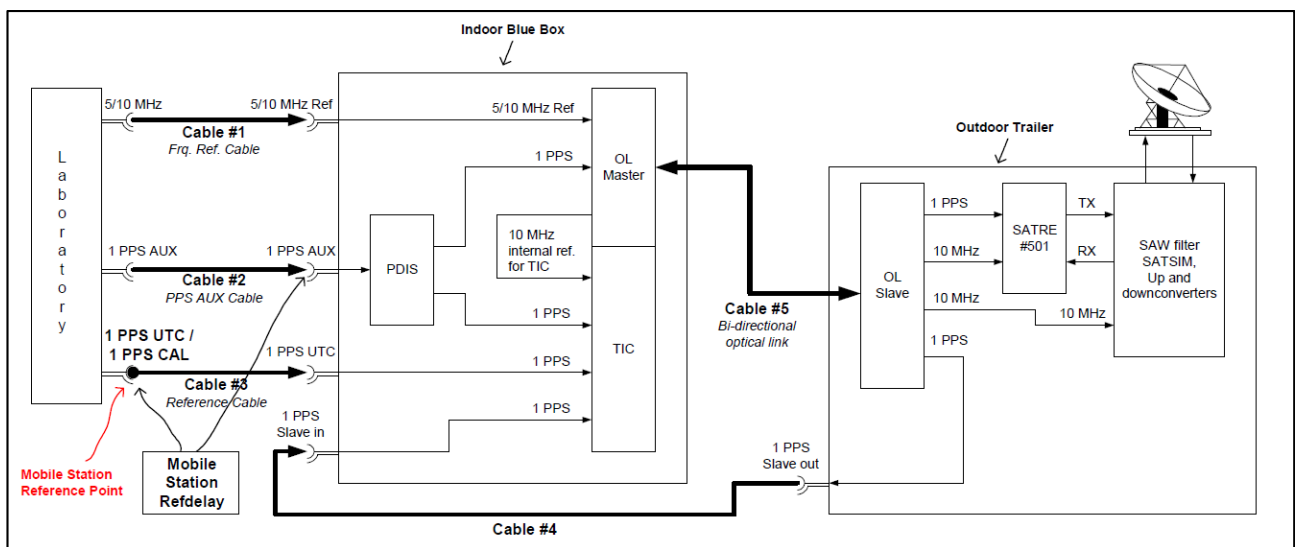 Indoor Blue Box
5/10 MHz
5/10 MHz Ref
5/10 MHz Ref
Cable #1
Frq. Ref. Cable
Outdoor Trailer
Laboratory
1 PPS
OL
Master
1 PPS
TX
SATRE
#501
10 MHz
internal ref.
for TIC
1 PPS AUX
1 PPS AUX
PDIS
10 MHz
RX
SAW filter
SATSIM,
Up and
downconverters
Cable #2
PPS AUX Cable
OL
Slave
Cable #5
Bi-directional
optical link
10 MHz
10 MHz
1 PPS
1 PPS UTC /
1 PPS CAL
1 PPS UTC
1 PPS
TIC
1 PPS
Cable #3
Reference Cable
1 PPS
Slave in
1 PPS
Mobile Station
Reference Point
Mobile
Station
Refdelay
1 PPS
Slave out
Cable #4